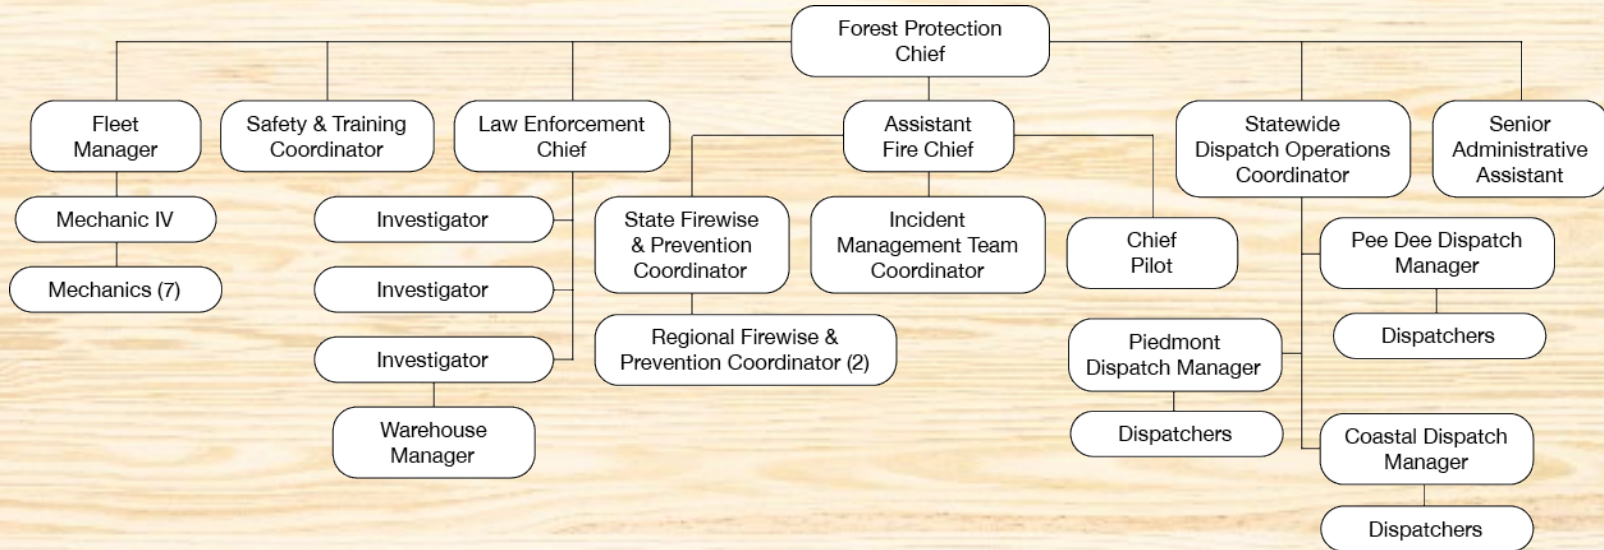 Forest Protection
Chief
Fleet
Manager
Safety & Training
Coordinator
Law Enforcement
Chief
Assistant
Fire Chief
Statewide
Dispatch Operations
Coordinator
Senior
Administrative
Assistant
Mechanic IV
Mechanics (7)
Investigator
Investigator
Investigator
Warehouse
Manager
State Firewise
& Prevention
Coordinator
Regional Firewise &
Prevention Coordinator (2)
Incident
Management Team
Coordinator
Chief
Pilot
Pee Dee Dispatch
Manager
Dispatchers
Piedmont
Dispatch Manager
Dispatchers
Coastal Dispatch
Manager
Dispatchers